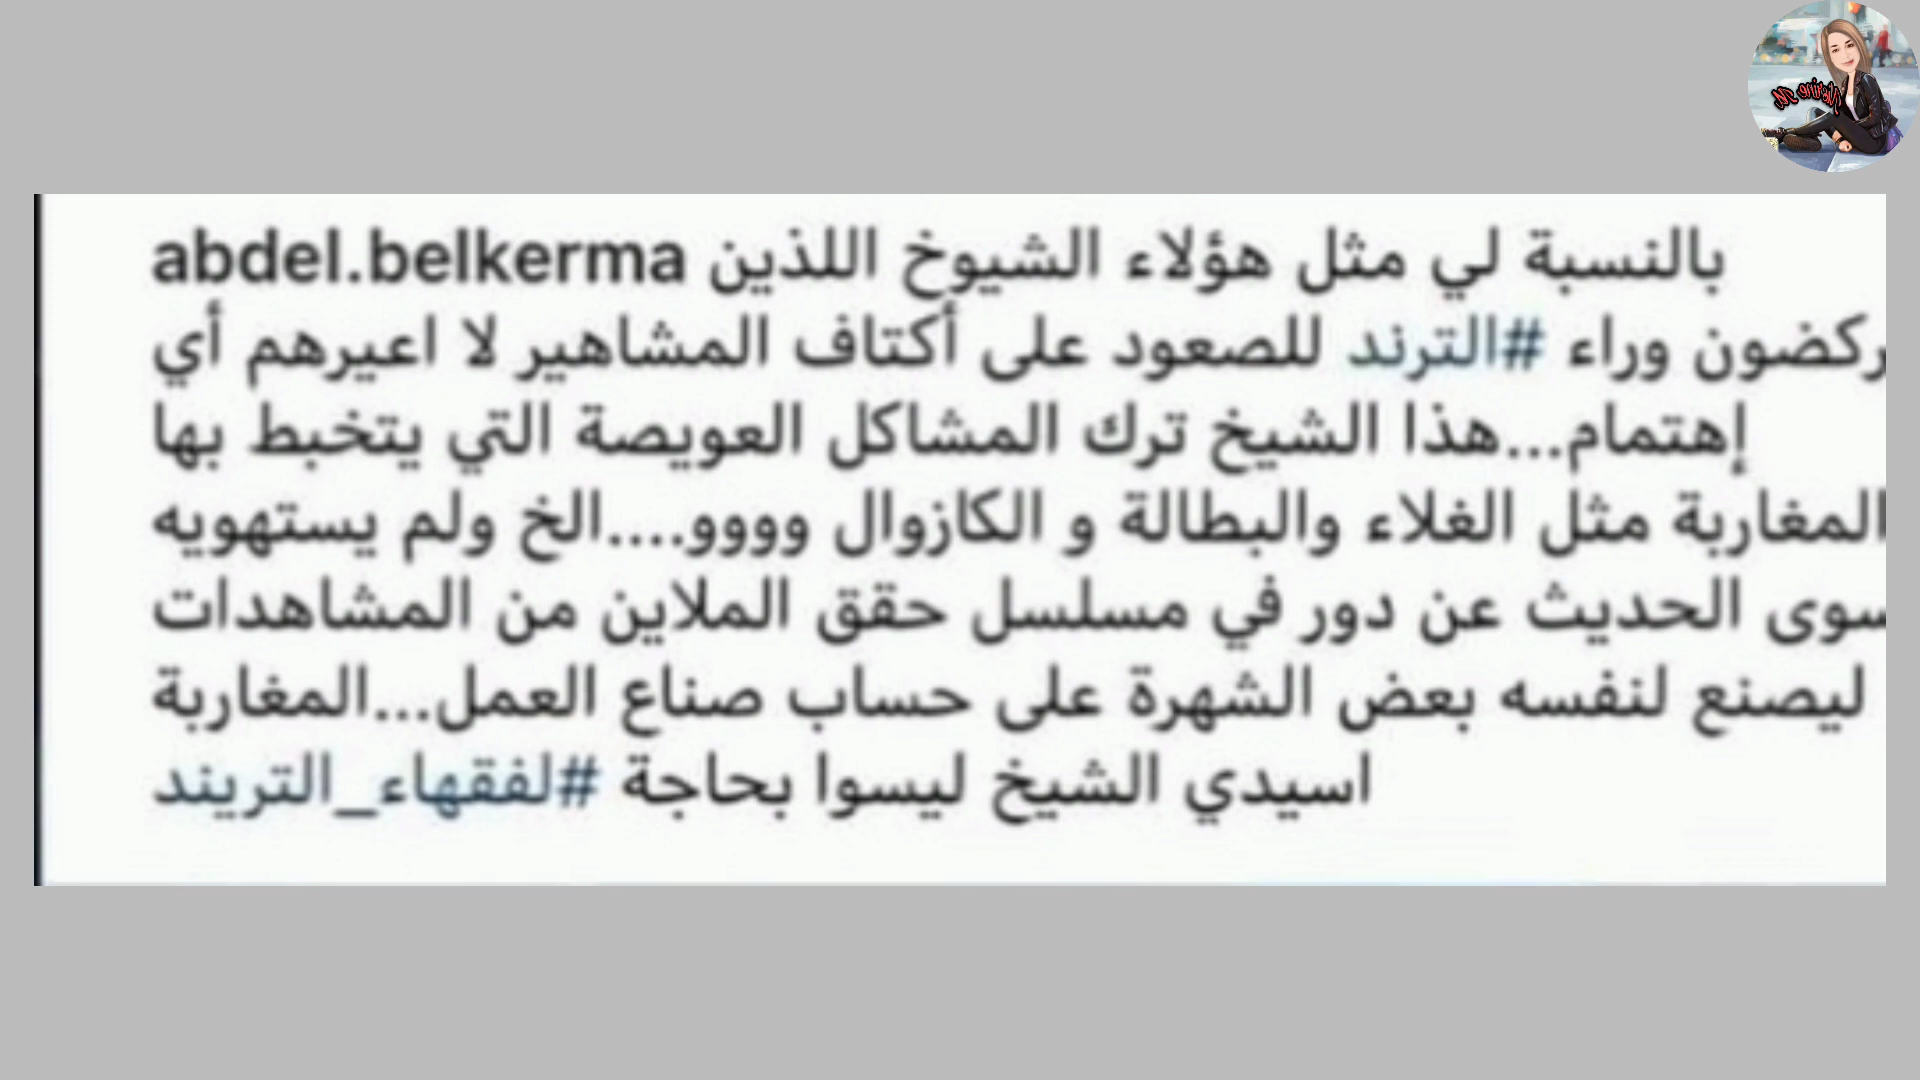 abdel.belkerma بالنسبة لي مثل هؤلاء الشيوخ اللذين
ركضون وراء #الترند للصعود على أكتاف المشاهير لا اعيرهم أي
إهتمام...هذا الشيخ ترك المشاكل العويصة التي يتخبط بها
المغاربة مثل الغلاء والبطالة و الكازوال وووو....الخ ولم يستهويه
سوى الحديث عن دور في مسلسل حقق الملاين من المشاهدات
ليصنع لنفسه بعض الشهرة على حساب صناع العمل...المغاربة
اسيدي الشيخ ليسوا بحاجة #لفقهاء_التريند